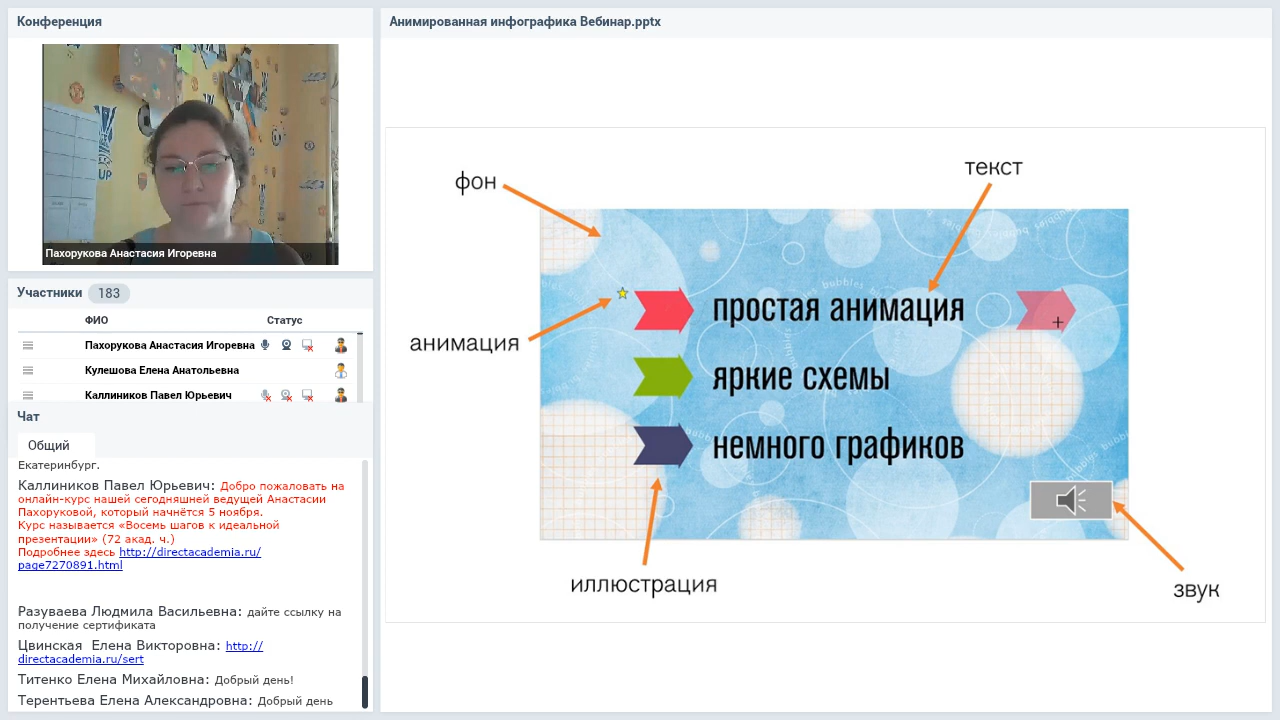 Конференция
UP
Пахорукова Анастасия Игоревна
Участники 183
ФИО Статус
Пахорукова Анастасия Игоревна
Кулешова Елена Анатольевна
Каллиников Павел Юрьевич
Чат
Общий
Екатеринбург.
Каллиников Павел Юрьевич: Добро пожаловать на
онлайн-курс нашей сегодняшней ведущей Анастасии
Пахоруковой, который начнётся 5 ноября.
Курс называется «Восемь шагов к идеальной
презентации» (72 акад. ч.)
Подробнее здесь http://directacademia.ru/
page7270891.html
Разуваева Людмила Васильевна: дайте ссылку на
получение сертификата
Цвинская Елена Викторовна: http://
directacademia.ru/sert
Титенко Елена Михайловна: Добрый день!
Терентьева Елена Александровна: Добрый день
Анимированная инфографика Вебинар.pptx
фон
текст
анимация
простая анимация
яркие схемы
немного графиков
иллюстрация
звук